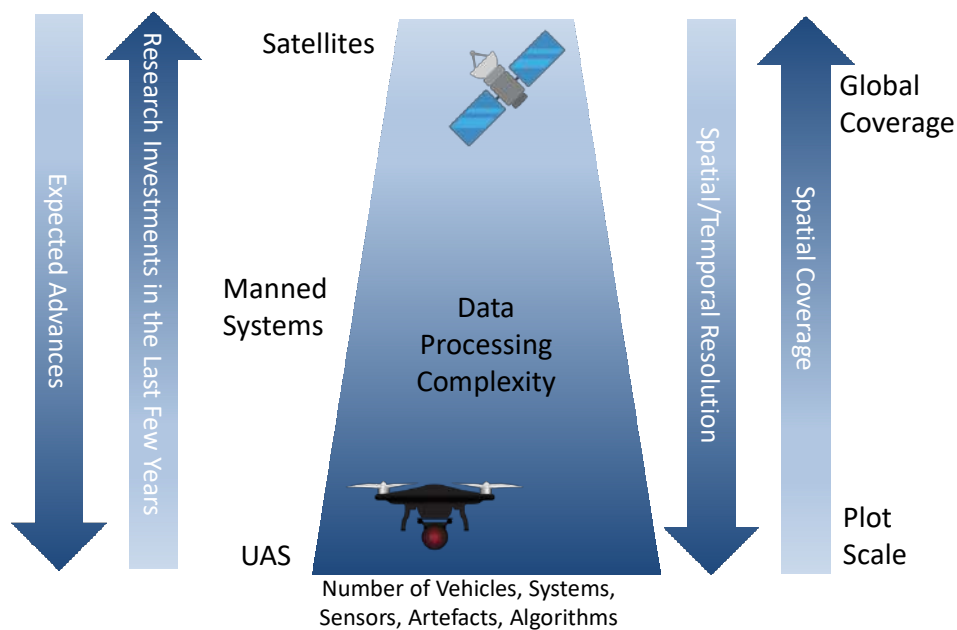 Expected Advances
Research Investments in the Last Few Years
Satellites
Manned
Systems
UAS
Data
Processing
Complexity
Number of Vehicles, Systems,
Sensors, Artefacts, Algorithms
Spatial/Temporal Resolution
Spatial Coverage
Global
Coverage
Plot
Scale